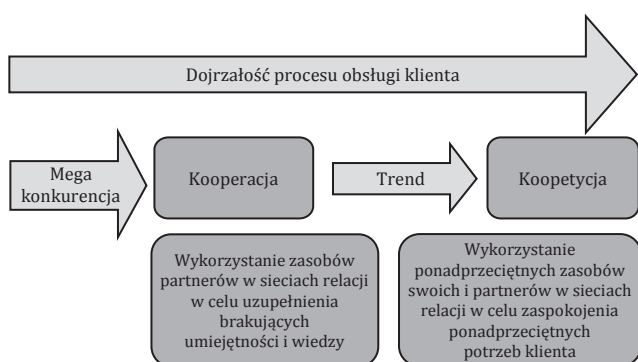 Dojrzałość procesu obsługi klienta
Mega
konkurencja
Kooperacja
Trend
Koopetycja
Wykorzystanie zasobów
partnerów w sieciach relacji
w celu uzupełnienia
brakujących
umiejętności i wiedzy
Wykorzystanie
ponadprzeciętnych zasobów
swoich i partnerów w sieciach
relacji w celu zaspokojenia
ponadprzeciętnych
potrzeb klienta